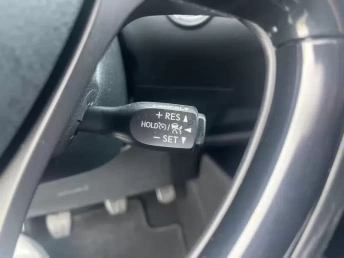 + RES ▲
HOLD /
− SET ▼